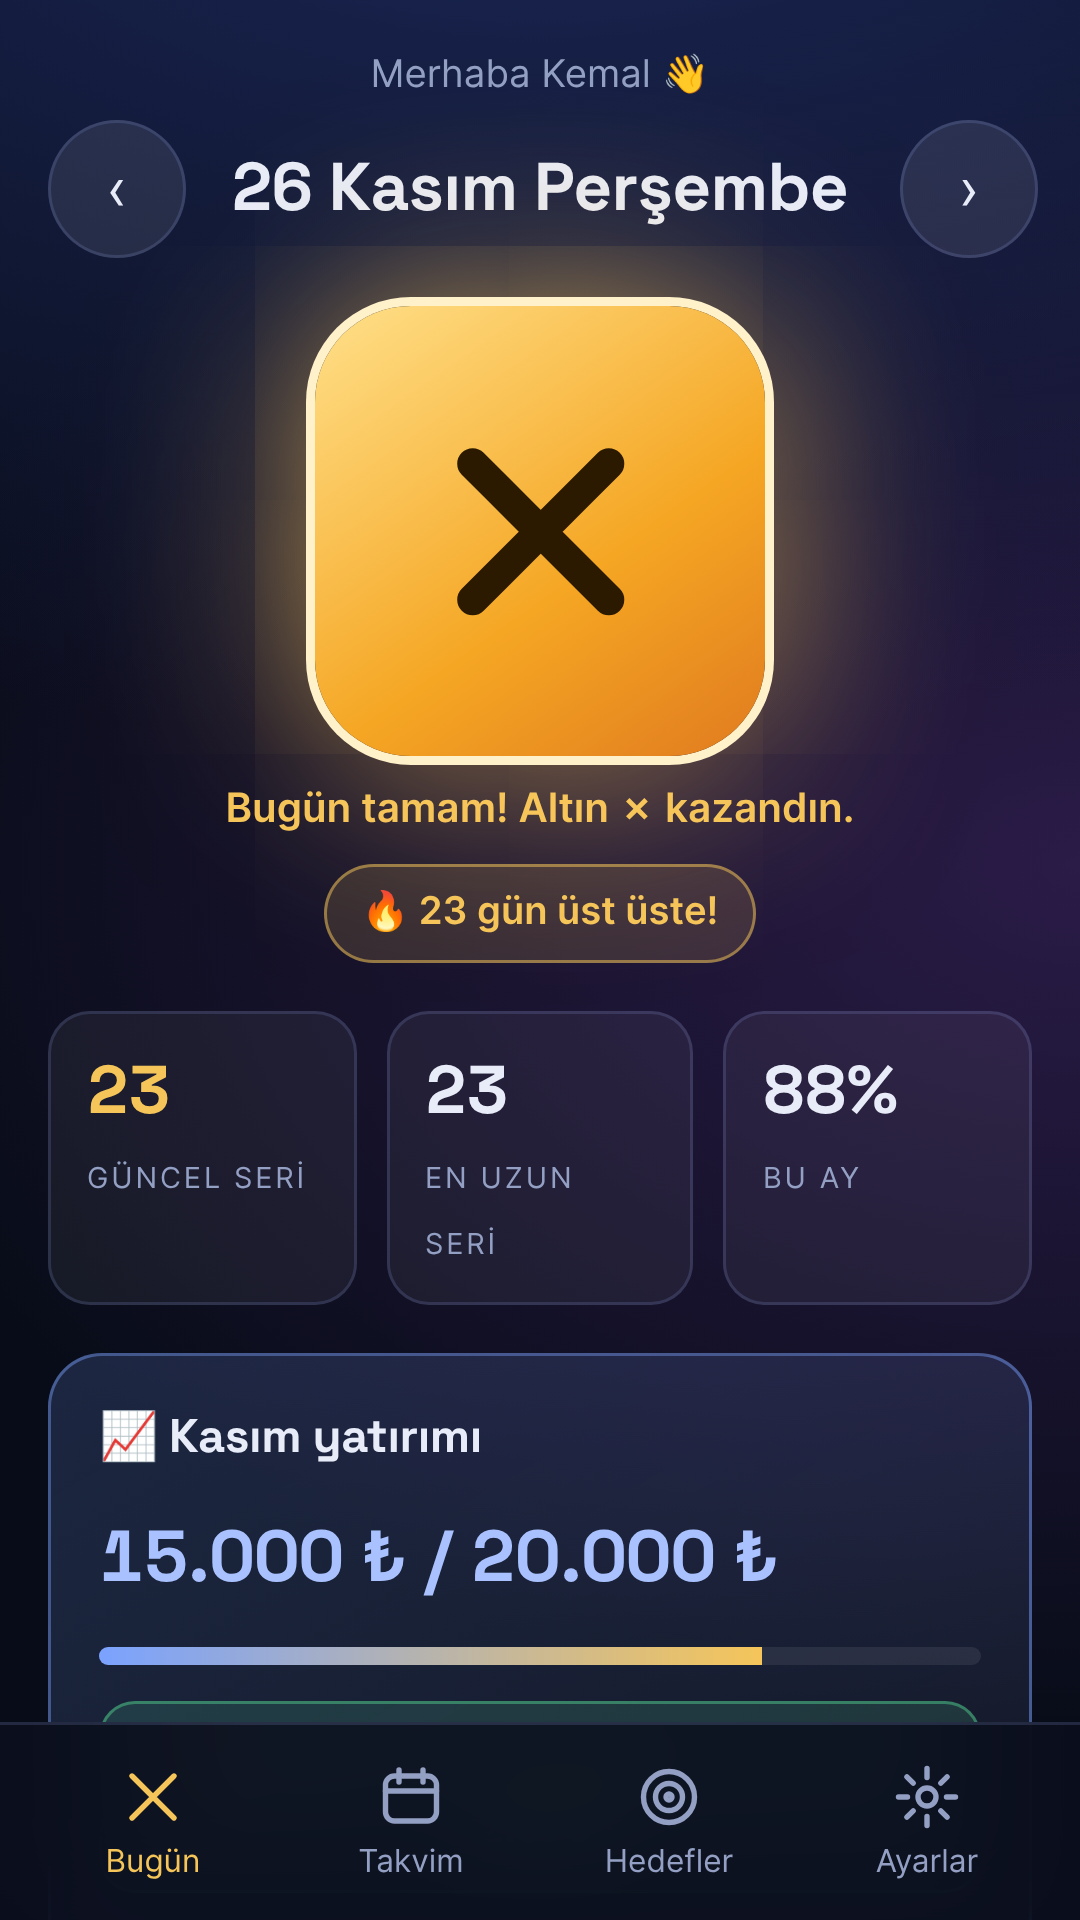 Merhaba Kemal 👋
‹ 26 Kasım Perşembe ›
Bugün tamam! Altın × kazandın.
🔥 23 gün üst üste!
23
GÜNCEL SERİ
23
EN UZUN
SERİ
88%
BU AY
📈 Kasım yatırımı
15.000 ₺ / 20.000 ₺
Bugün
Takvim
Hedefler
Ayarlar